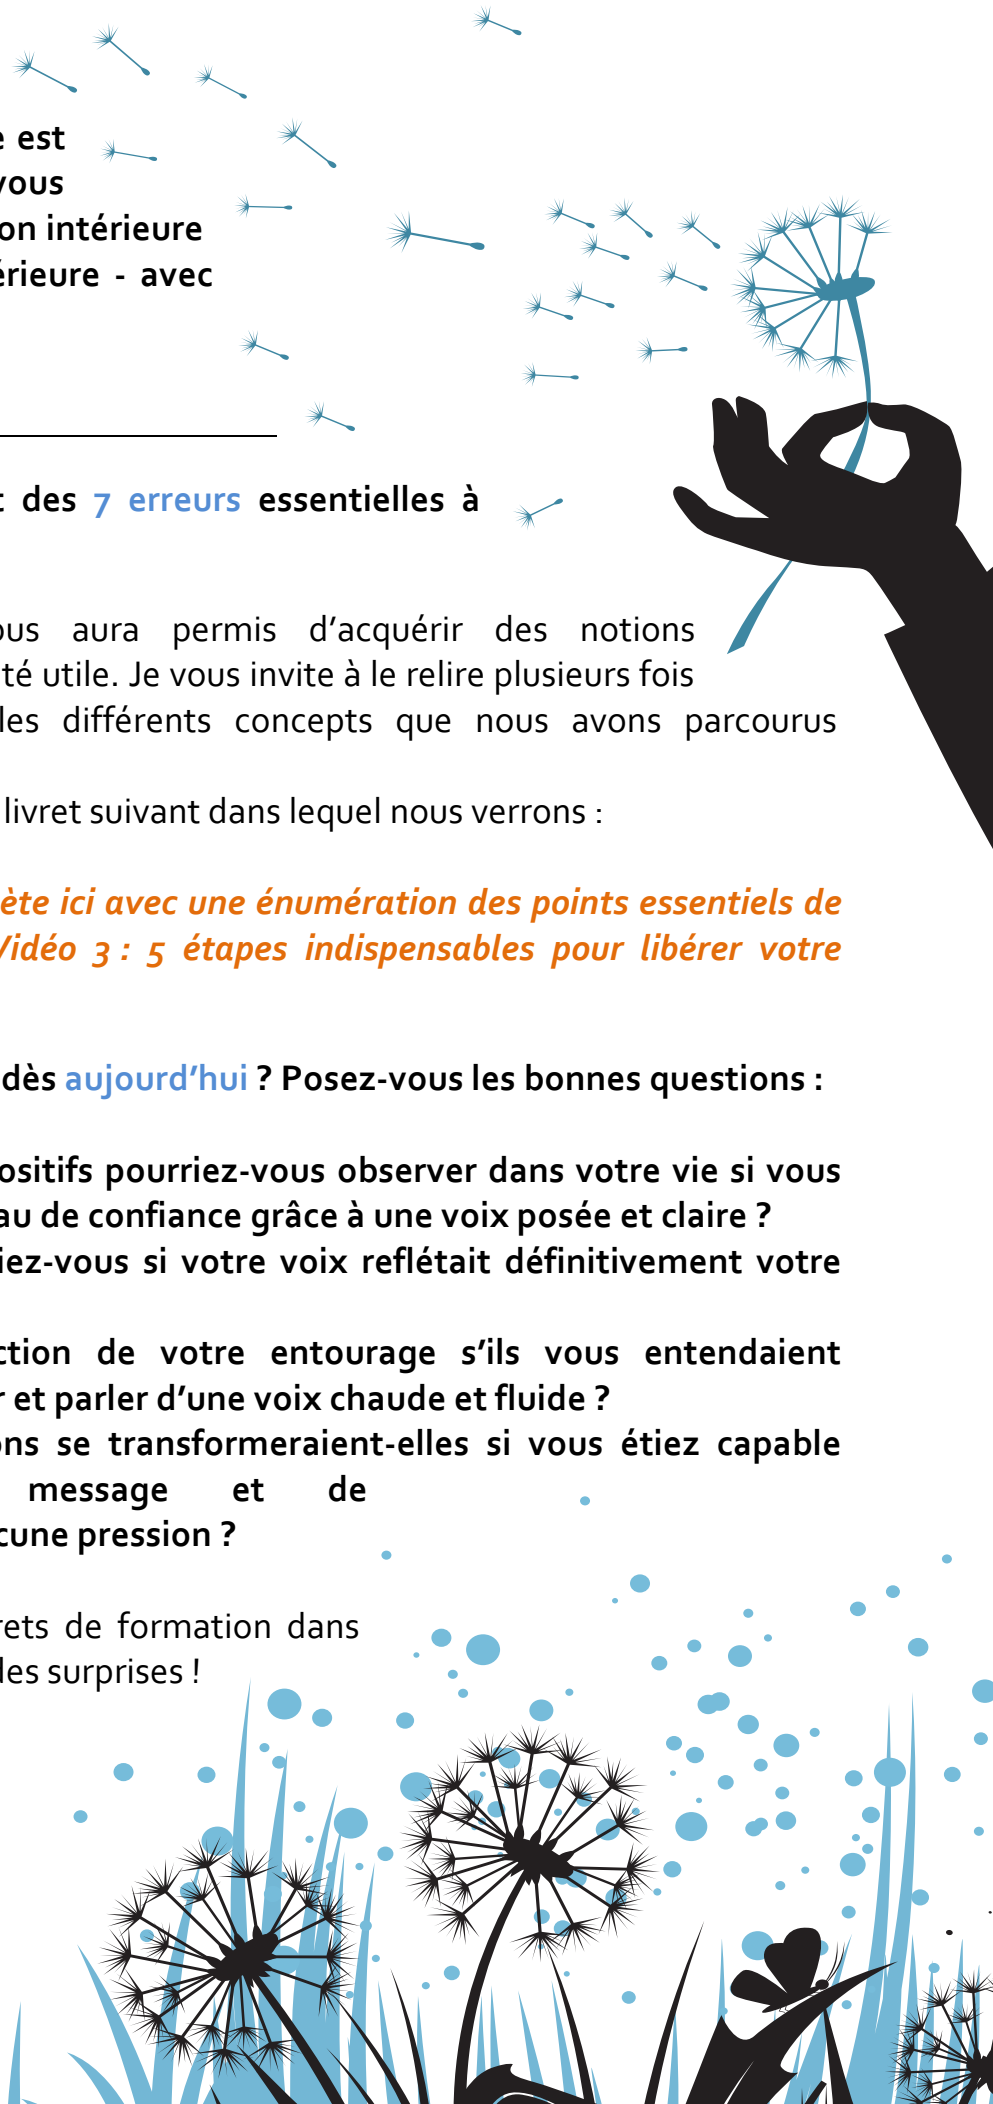 e est
vous
on intérieure
érieure - avec
t des 7 erreurs essentielles à
ous aura permis d’acquérir des notions
té utile. Je vous invite à le relire plusieurs fois
les différents concepts que nous avons parcourus
livret suivant dans lequel nous verrons :
ète ici avec une énumération des points essentiels de
Vidéo 3 : 5 étapes indispensables pour libérer votre
dès aujourd’hui ? Posez-vous les bonnes questions :
ositifs pourriez-vous observer dans votre vie si vous
au de confiance grâce à une voix posée et claire ?
iez-vous si votre voix reflétait définitivement votre
ction de votre entourage s’ils vous entendaient
r et parler d’une voix chaude et fluide ?
ons se transformeraient-elles si vous étiez capable
message et de
cune pression ?
rets de formation dans
des surprises !